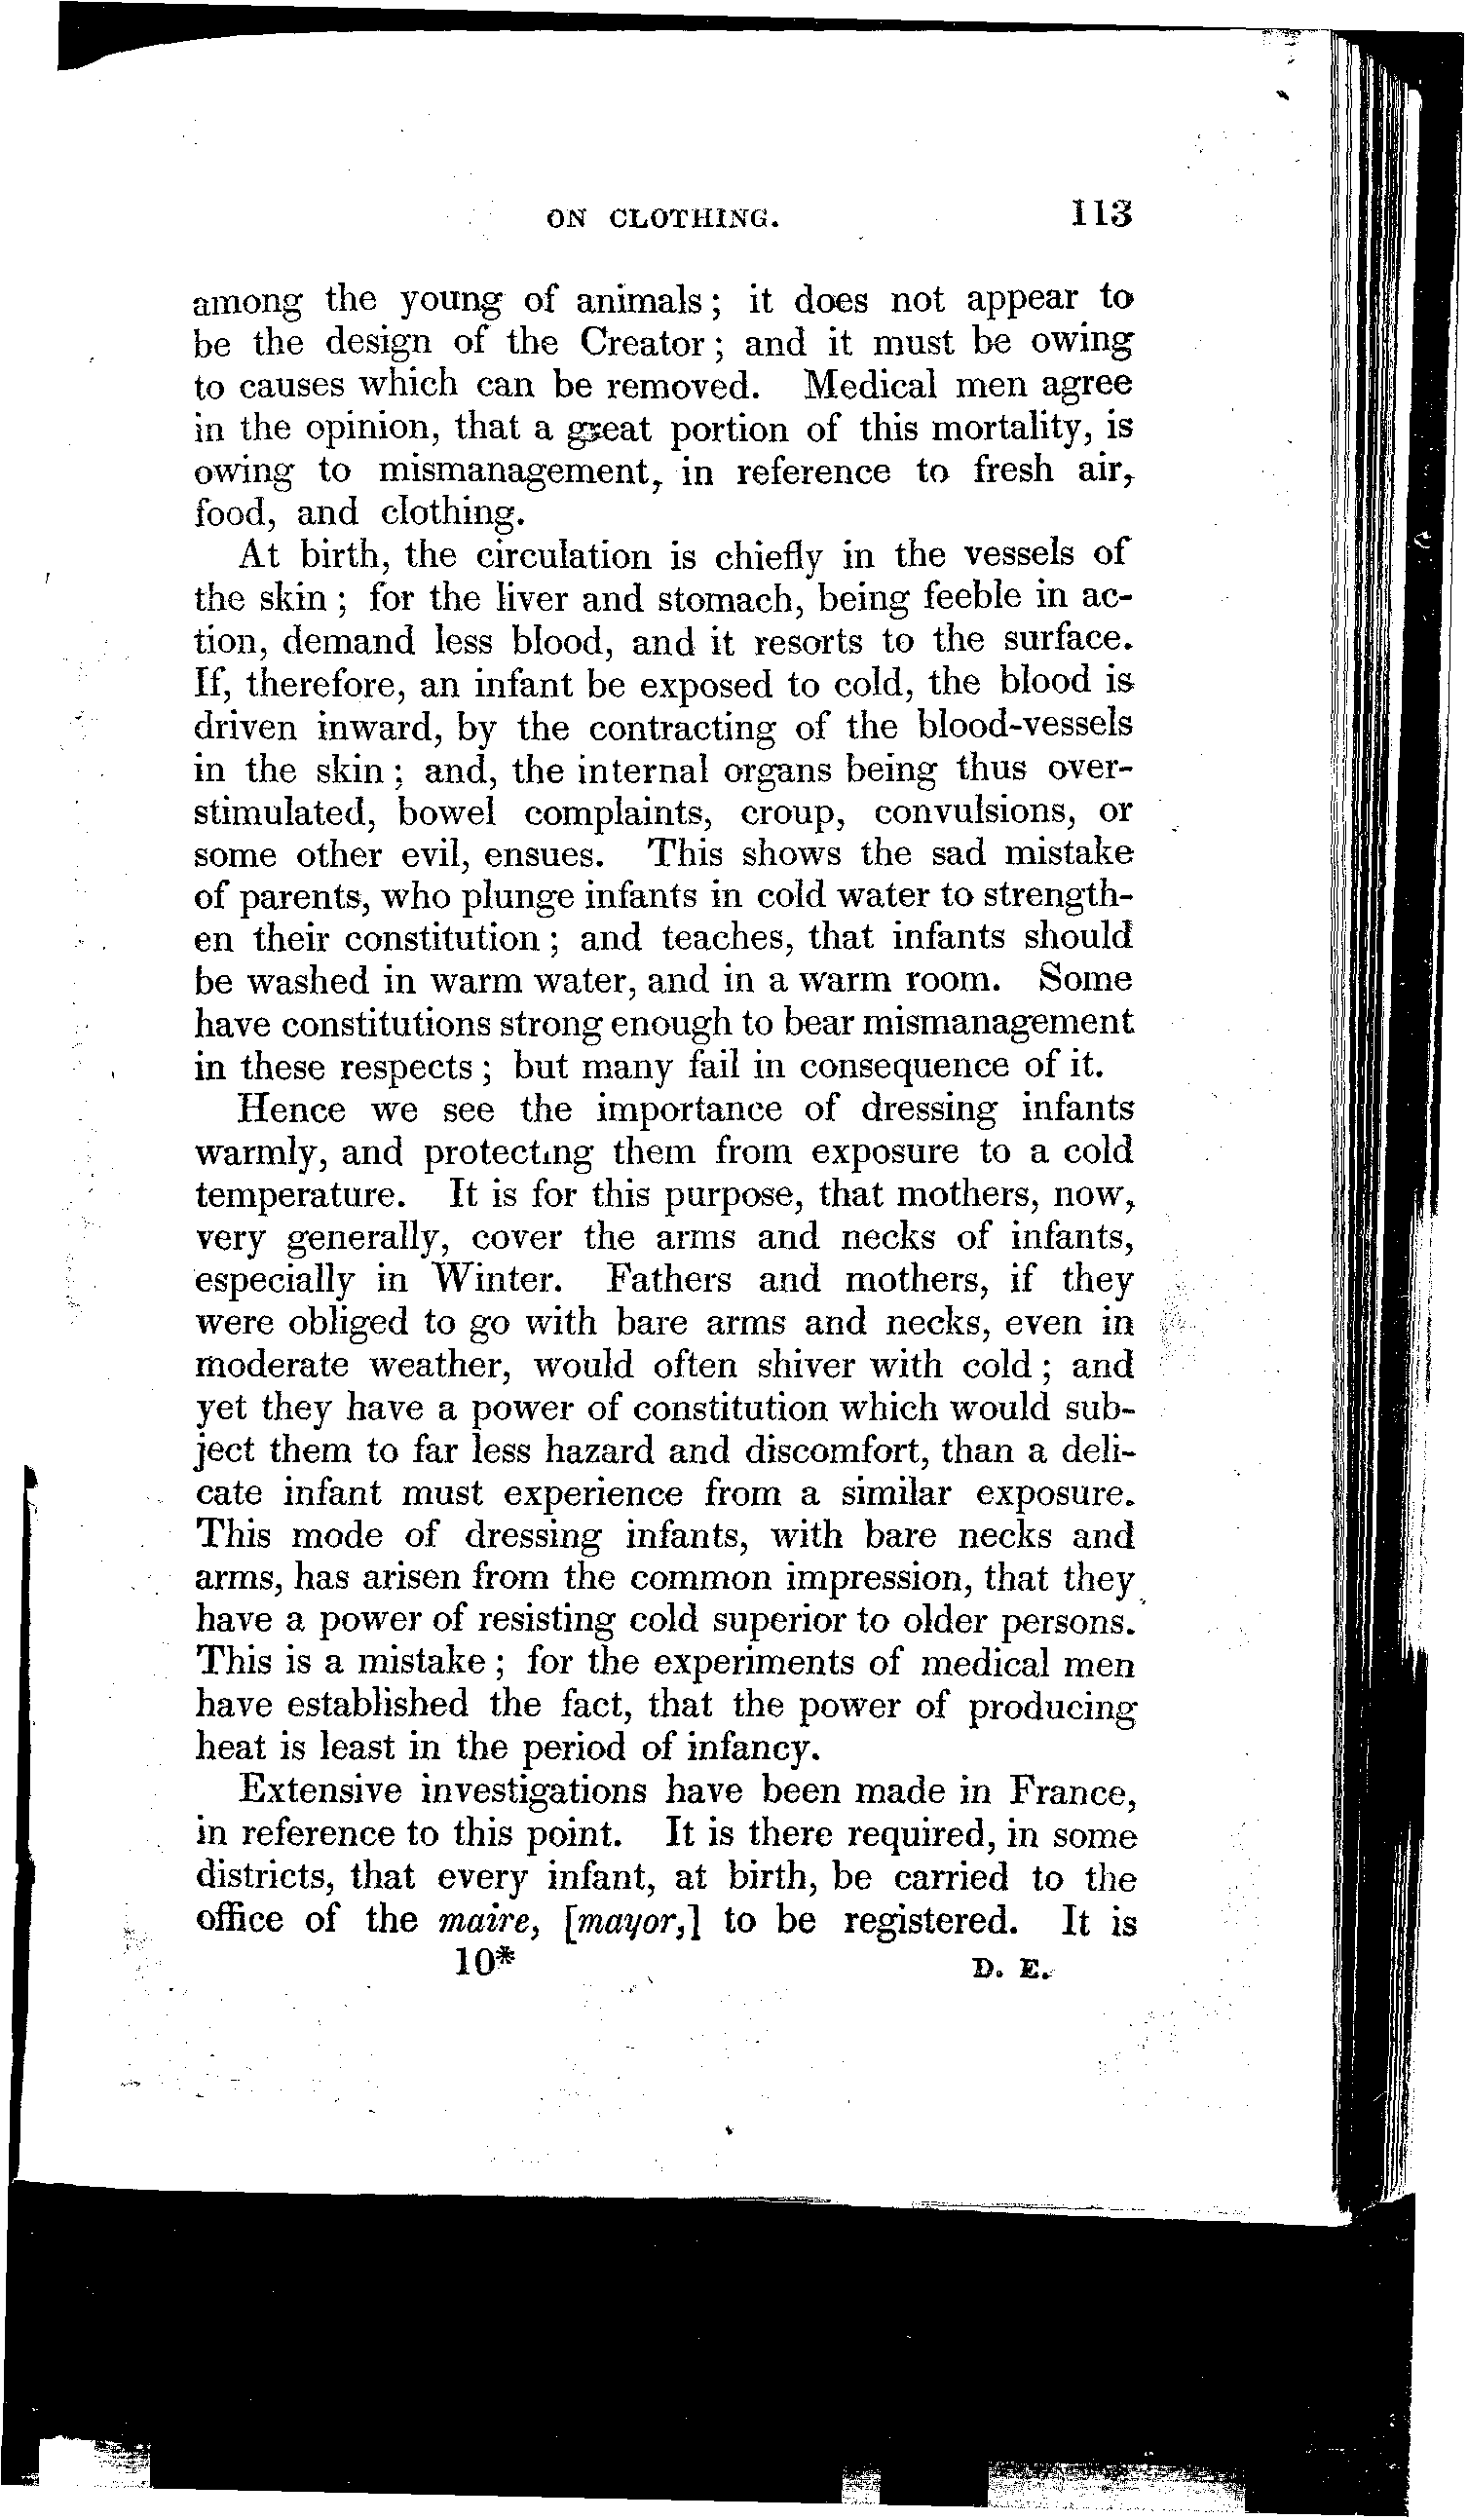 ON CLOTHING. 113
among the young of animals; it does not appear to
be the design of the Creator; and it must be owing
to causes which can be removed. Medical men agree
in the opinion, that a great portion of this mortality, is
owing to mismanagement, in reference to fresh air,
food, and clothing.
At birth, the circulation is chiefly in the vessels of
the skin; for the liver and stomach, being feeble in ac-
tion, demand less blood, and it resorts to the surface.
If, therefore, an infant be exposed to cold, the blood is
driven inward, by the contracting of the blood-vessels
in the skin; and, the internal organs being thus over-
stimulated, bowel complaints, croup, convulsions, or
some other evil, ensues. This shows the sad mistake
of parents, who plunge infants in cold water to strength-
en their constitution; and teaches, that infants should
be washed in warm water, and in a warm room. Some
have constitutions strong enough to bear mismanagement
in these respects; but many fail in consequence of it.
Hence we see the importance of dressing infants
warmly, and protecting them from exposure to a cold
temperature. It is for this purpose, that mothers, now,
very generally, cover the arms and necks of infants,
especially in Winter. Fathers and mothers, if they
were obliged to go with bare arms and necks, even in
moderate weather, would often shiver with cold; and
yet they have a power of constitution which would sub-
ject them to far less hazard and discomfort, than a deli-
cate infant must experience from a similar exposure.
This mode of dressing infants, with bare necks and
arms, has arisen from the common impression, that they
have a power of resisting cold superior to older persons.
This is a mistake; for the experiments of medical men
have established the fact, that the power of producing
heat is least in the period of infancy.
Extensive investigations have been made in France,
in reference to this point. It is there required, in some
districts, that every infant, at birth, be carried to the
office of the maire, [mayor,] to be registered. It is
10* D. E.